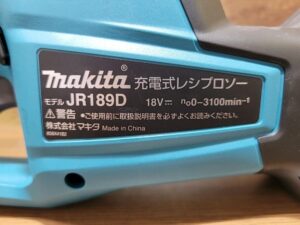 makita® 充電式レシプロソー
モデル JR189D 18V⎓ n₀0-3100min⁻¹
⚠警告 •ご使用前に取扱説明書を必ずよくお読みください。
株式会社マキタ Made in China